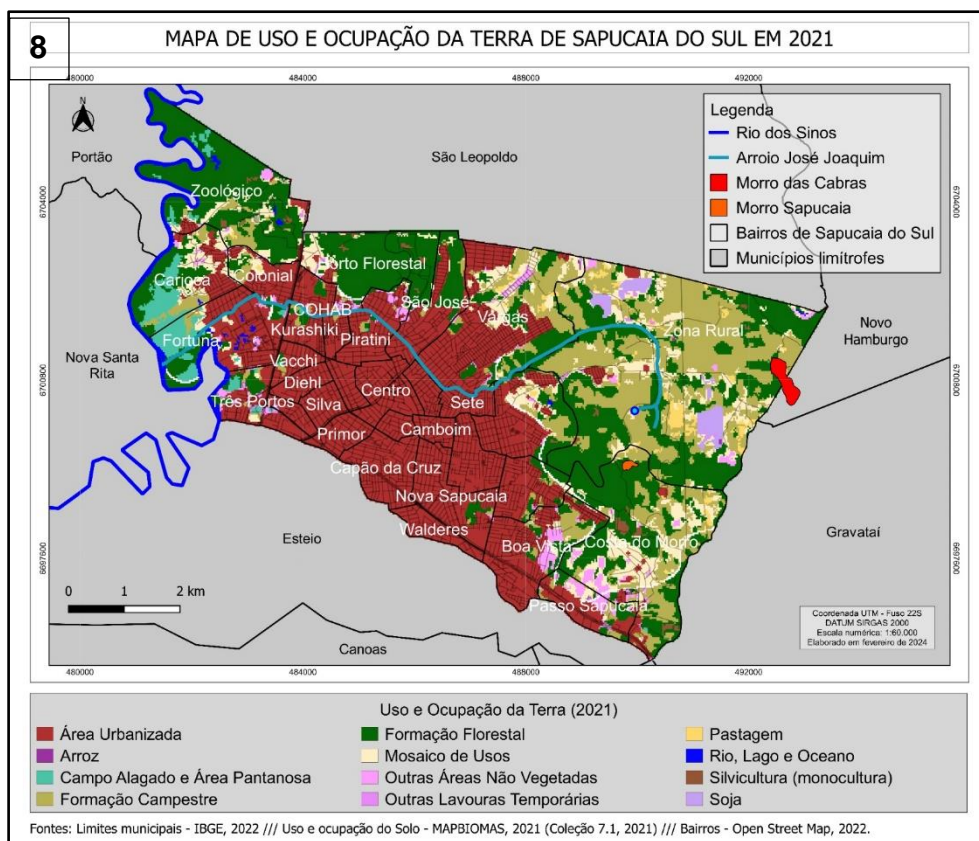 8
MAPA DE USO E OCUPAÇÃO DA TERRA DE SAPUCAIA DO SUL EM 2021
480000
484000
488000
492000
N
Legenda
Rio dos Sinos
Arroio José Joaquim
Morro das Cabras
Morro Sapucaia
Bairros de Sapucaia do Sul
Municípios limítrofes
Portão
São Leopoldo
6704000
6704000
Zoológico
Colonial
Horto Florestal
Carioca
São José
Vargas
COHAB
Zona Rural
Novo
Hamburgo
Fortuna
Kurashiki
Piratini
Nova Santa
Rita
Vacchi
6700800
6700800
Diehl
Centro
Três Portos
Silva
Sete
Primor
Camboim
Capão da Cruz
Nova Sapucaia
Walderes
Esteio
Boa Vista
Costa do Morro
Gravataí
6697600
6697600
Passo Sapucaia
0 1 2 km
Coordenada UTM - Fuso 22S
DATUM SIRGAS 2000
Escala numérica: 1:60.000
Elaborado em fevereiro de 2024
Canoas
480000
484000
488000
492000
Uso e Ocupação da Terra (2021)
Área Urbanizada
Arroz
Campo Alagado e Área Pantanosa
Formação Campestre
Formação Florestal
Mosaico de Usos
Outras Áreas Não Vegetadas
Outras Lavouras Temporárias
Pastagem
Rio, Lago e Oceano
Silvicultura (monocultura)
Soja
Fontes: Limites municipais - IBGE, 2022 /// Uso e ocupação do Solo - MAPBIOMAS, 2021 (Coleção 7.1, 2021) /// Bairros - Open Street Map, 2022.